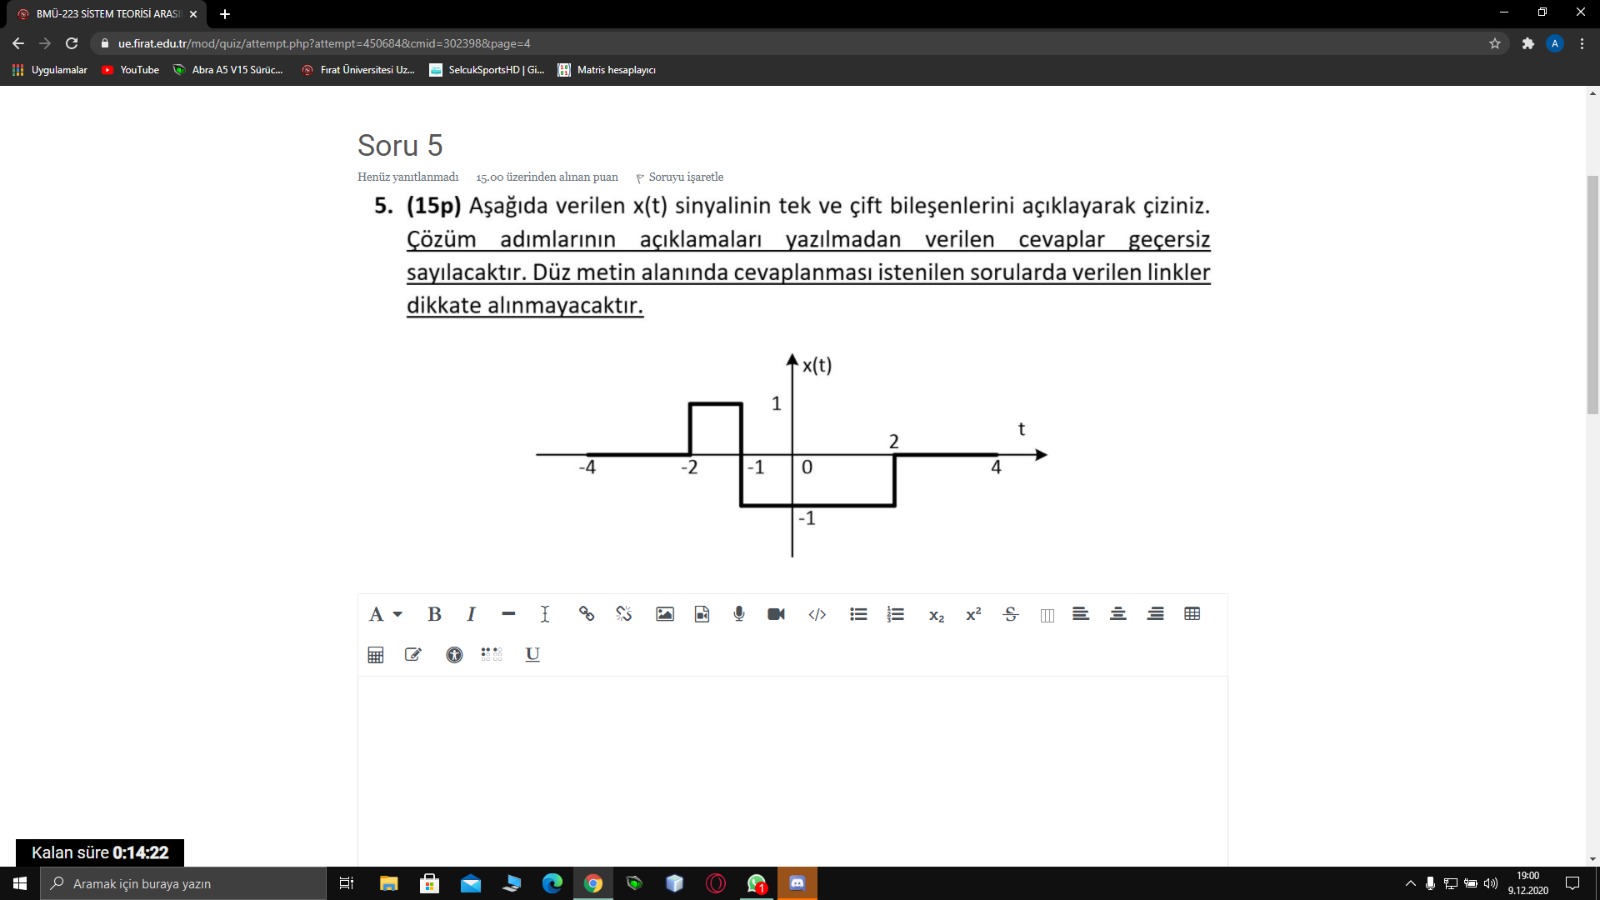 BMÜ-223 SİSTEM TEORİSİ ARASI
ue.firat.edu.tr/mod/quiz/attempt.php?attempt=450684&cmid=302398&page=4
A
Uygulamalar
YouTube
Abra A5 V15 Sürüc...
Fırat Üniversitesi Uz...
SelcukSportsHD | Gi...
Matris hesaplayıcı
Soru 5
Henüz yanıtlanmadı 15.00 üzerinden alınan puan Soruyu işaretle
5. (15p) Aşağıda verilen x(t) sinyalinin tek ve çift bileşenlerini açıklayarak çiziniz.
Çözüm adımlarının açıklamaları yazılmadan verilen cevaplar geçersiz
sayılacaktır. Düz metin alanında cevaplanması istenilen sorularda verilen linkler
dikkate alınmayacaktır.
x(t)
1
t
2
-4 -2 -1 0 4
-1
A B I x₂ x² S
U
Kalan süre 0:14:22
Aramak için buraya yazın
1
19:00
9.12.2020